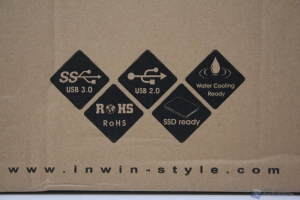 SS
USB 3.0
USB 2.0
Water Cooling
Ready
ROHS
RoHS
SSD ready
www.inwin-style.com